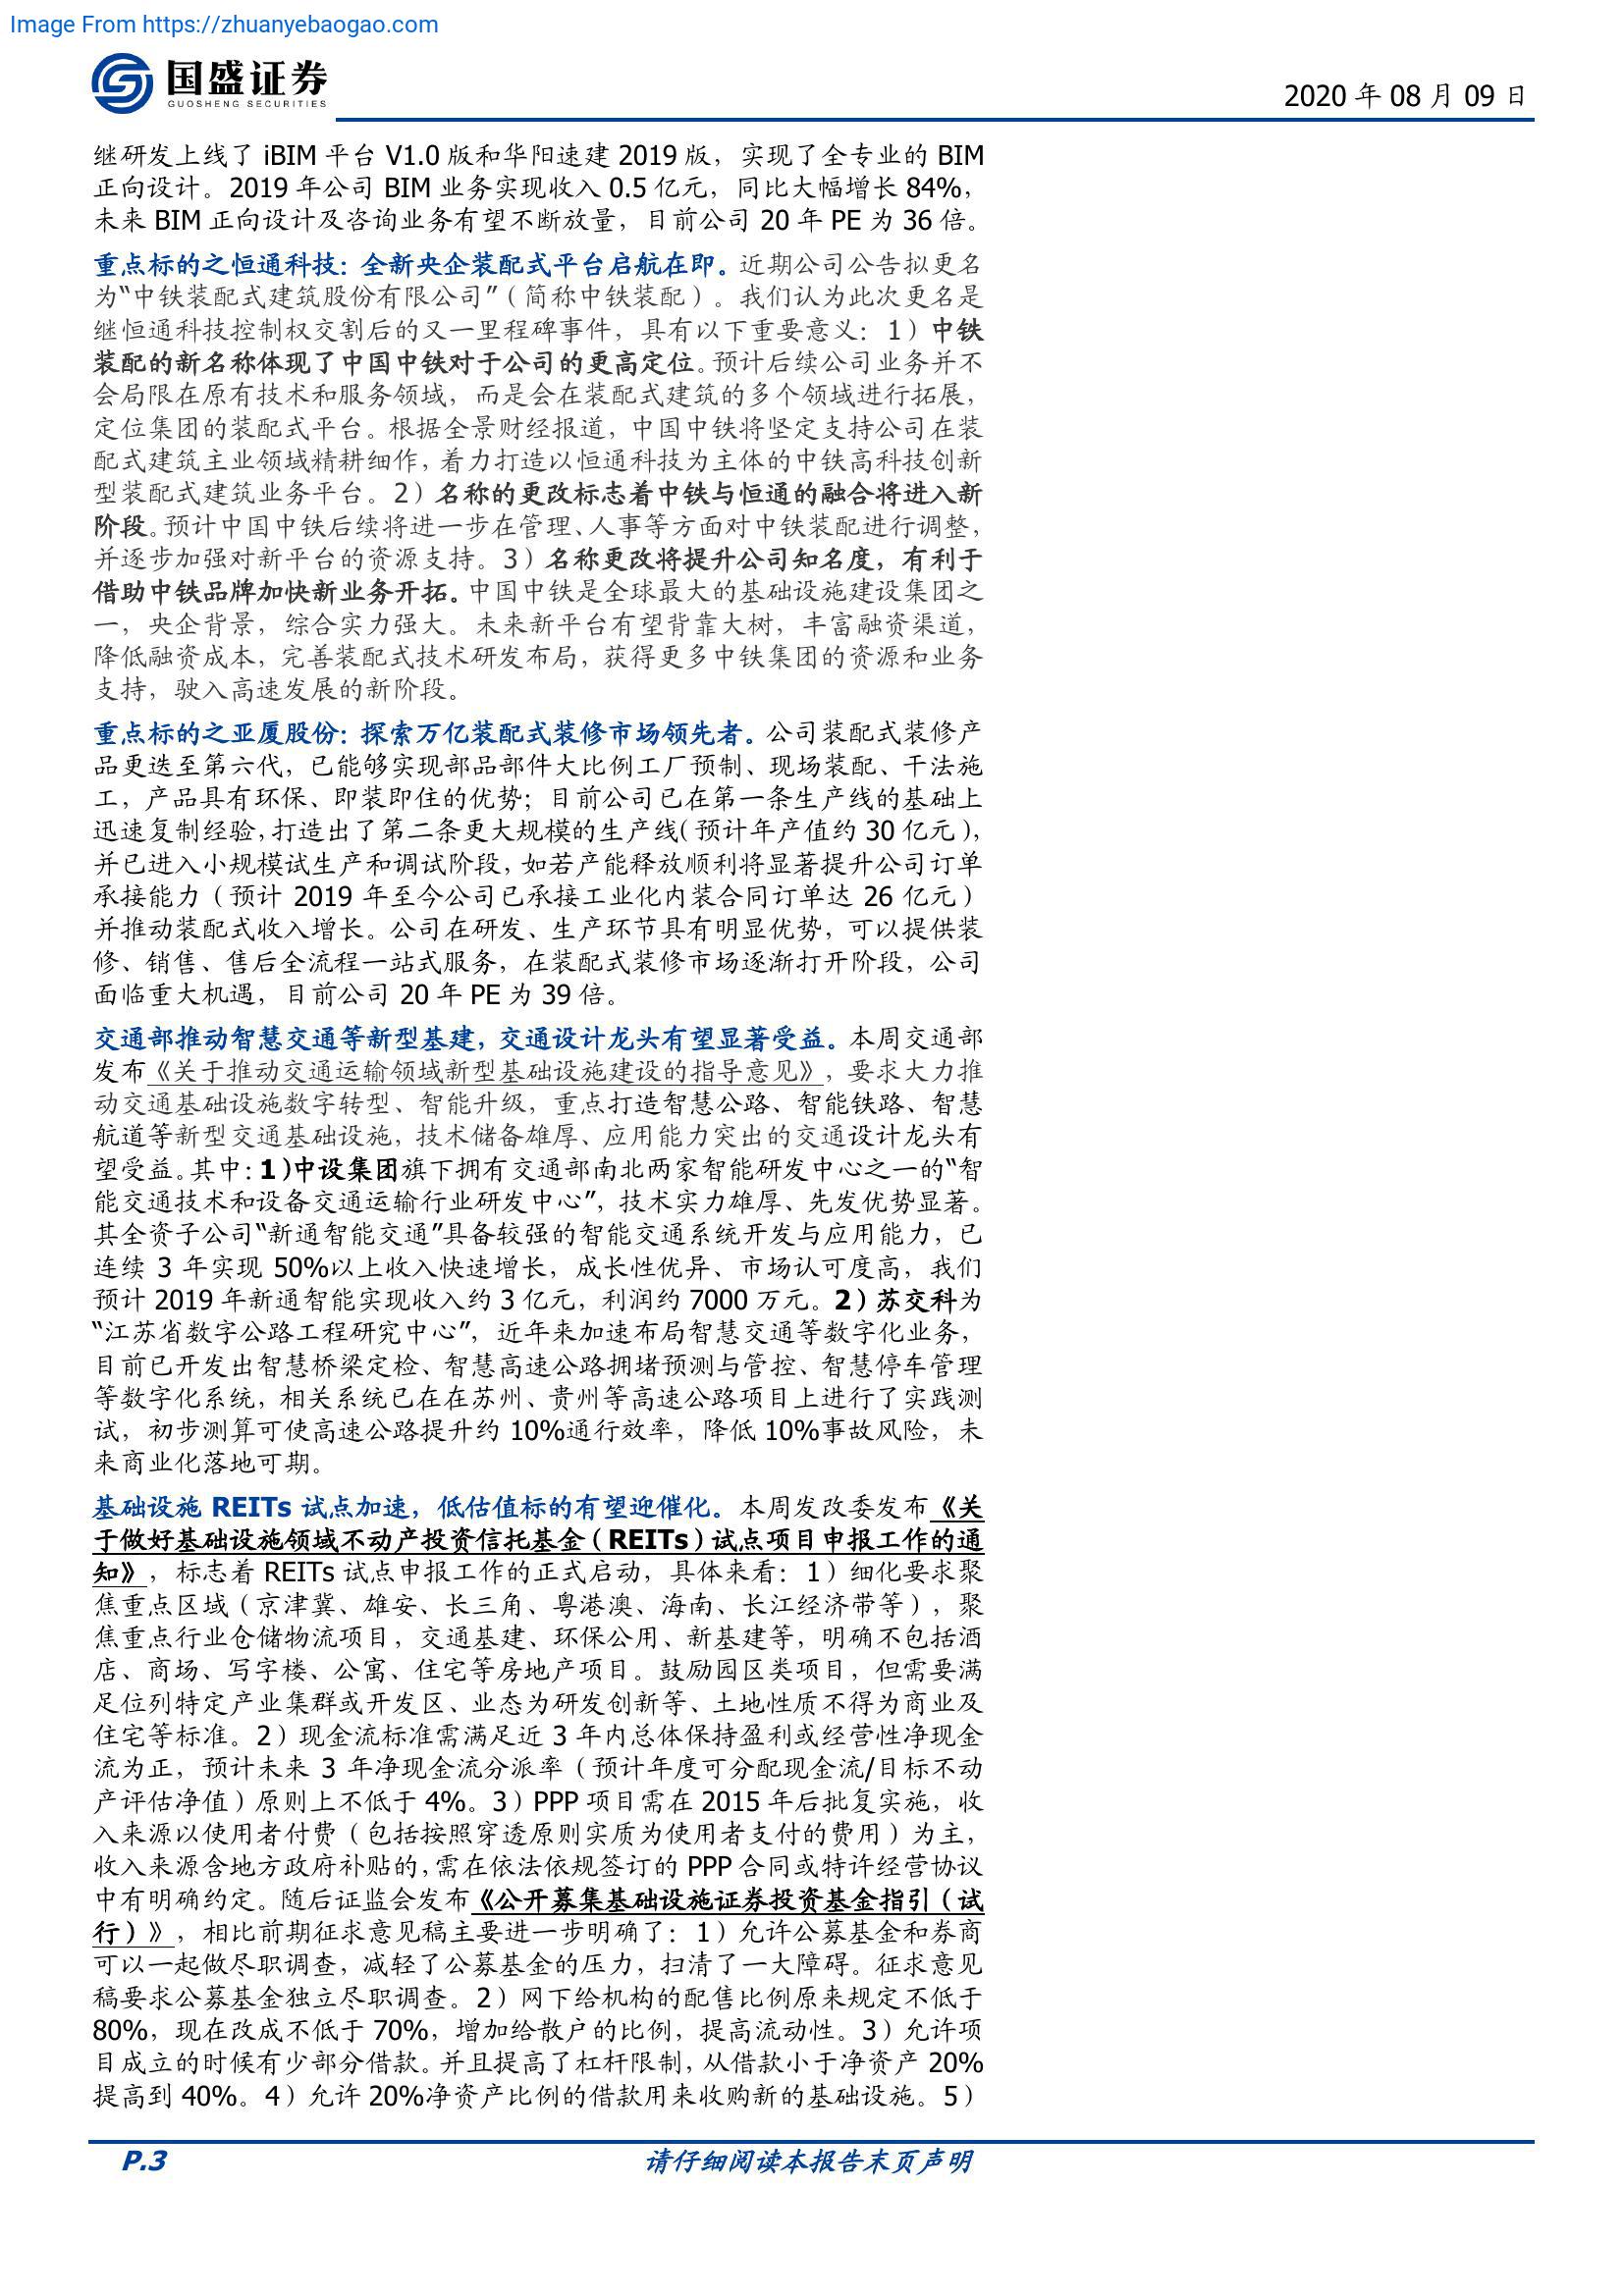 Image From https://zhuanyebaogao.com
国盛证券
GUOSHENG SECURITIES
2020 年 08 月 09 日
继研发上线了 iBIM 平台 V1.0 版和华阳速建 2019 版，实现了全专业的 BIM
正向设计。2019 年公司 BIM 业务实现收入 0.5 亿元，同比大幅增长 84%，
未来 BIM 正向设计及咨询业务有望不断放量，目前公司 20 年 PE 为 36 倍。
重点标的之恒通科技：全新央企装配式平台启航在即。近期公司公告拟更名
为“中铁装配式建筑股份有限公司”（简称中铁装配）。我们认为此次更名是
继恒通科技控制权交割后的又一里程碑事件，具有以下重要意义：1）中铁
装配的新名称体现了中国中铁对于公司的更高定位。预计后续公司业务并不
会局限在原有技术和服务领域，而是会在装配式建筑的多个领域进行拓展，
定位集团的装配式平台。根据全景财经报道，中国中铁将坚定支持公司在装
配式建筑主业领域精耕细作，着力打造以恒通科技为主体的中铁高科技创新
型装配式建筑业务平台。2）名称的更改标志着中铁与恒通的融合将进入新
阶段。预计中国中铁后续将进一步在管理、人事等方面对中铁装配进行调整，
并逐步加强对新平台的资源支持。3）名称更改将提升公司知名度，有利于
借助中铁品牌加快新业务开拓。中国中铁是全球最大的基础设施建设集团之
一，央企背景，综合实力强大。未来新平台有望背靠大树，丰富融资渠道，
降低融资成本，完善装配式技术研发布局，获得更多中铁集团的资源和业务
支持，驶入高速发展的新阶段。
重点标的之亚厦股份：探索万亿装配式装修市场领先者。公司装配式装修产
品更迭至第六代，已能够实现部品部件大比例工厂预制、现场装配、干法施
工，产品具有环保、即装即住的优势；目前公司已在第一条生产线的基础上
迅速复制经验，打造出了第二条更大规模的生产线（预计年产值约 30 亿元），
并已进入小规模试生产和调试阶段，如若产能释放顺利将显著提升公司订单
承接能力（预计 2019 年至今公司已承接工业化内装合同订单达 26 亿元）
并推动装配式收入增长。公司在研发、生产环节具有明显优势，可以提供装
修、销售、售后全流程一站式服务，在装配式装修市场逐渐打开阶段，公司
面临重大机遇，目前公司 20 年 PE 为 39 倍。
交通部推动智慧交通等新型基建，交通设计龙头有望显著受益。本周交通部
发布《关于推动交通运输领域新型基础设施建设的指导意见》，要求大力推
动交通基础设施数字转型、智能升级，重点打造智慧公路、智能铁路、智慧
航道等新型交通基础设施，技术储备雄厚、应用能力突出的交通设计龙头有
望受益。其中：1）中设集团旗下拥有交通部南北两家智能研发中心之一的“智
能交通技术和设备交通运输行业研发中心”，技术实力雄厚、先发优势显著。
其全资子公司“新通智能交通”具备较强的智能交通系统开发与应用能力，已
连续 3 年实现 50%以上收入快速增长，成长性优异、市场认可度高，我们
预计 2019 年新通智能实现收入约 3 亿元，利润约 7000 万元。2）苏交科为
“江苏省数字公路工程研究中心”，近年来加速布局智慧交通等数字化业务，
目前已开发出智慧桥梁定检、智慧高速公路拥堵预测与管控、智慧停车管理
等数字化系统，相关系统已在在苏州、贵州等高速公路项目上进行了实践测
试，初步测算可使高速公路提升约 10%通行效率，降低 10%事故风险，未
来商业化落地可期。
基础设施 REITs 试点加速，低估值标的有望迎催化。本周发改委发布《关
于做好基础设施领域不动产投资信托基金（REITs）试点项目申报工作的通
知》，标志着 REITs 试点申报工作的正式启动，具体来看：1）细化要求聚
焦重点区域（京津冀、雄安、长三角、粤港澳、海南、长江经济带等），聚
焦重点行业仓储物流项目，交通基建、环保公用、新基建等，明确不包括酒
店、商场、写字楼、公寓、住宅等房地产项目。鼓励园区类项目，但需要满
足位列特定产业集群或开发区、业态为研发创新等、土地性质不得为商业及
住宅等标准。2）现金流标准需满足近 3 年内总体保持盈利或经营性净现金
流为正，预计未来 3 年净现金流分派率（预计年度可分配现金流/目标不动
产评估净值）原则上不低于 4%。3）PPP 项目需在 2015 年后批复实施，收
入来源以使用者付费（包括按照穿透原则实质为使用者支付的费用）为主，
收入来源含地方政府补贴的，需在依法依规签订的 PPP 合同或特许经营协议
中有明确约定。随后证监会发布《公开募集基础设施证券投资基金指引（试
行）》，相比前期征求意见稿主要进一步明确了：1）允许公募基金和券商
可以一起做尽职调查，减轻了公募基金的压力，扫清了一大障碍。征求意见
稿要求公募基金独立尽职调查。2）网下给机构的配售比例原来规定不低于
80%，现在改成不低于 70%，增加给散户的比例，提高流动性。3）允许项
目成立的时候有少部分借款。并且提高了杠杆限制，从借款小于净资产 20%
提高到 40%。4）允许 20%净资产比例的借款用来收购新的基础设施。5）
P.3
请仔细阅读本报告末页声明